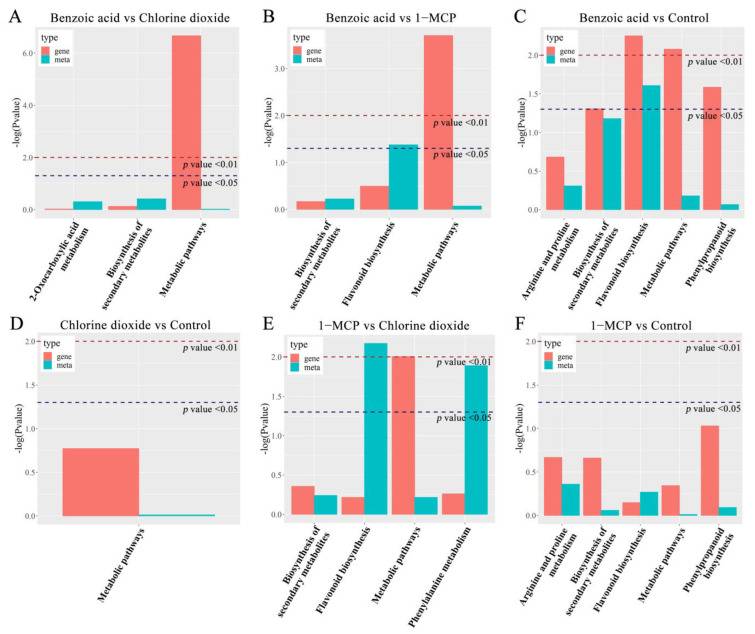 A
Benzoic acid vs Chlorine dioxide
type
gene
meta
-log(Pvalue)
6.0
4.0
2.0
0.0
p value <0.01
p value <0.05
2-Oxocarboxylic acid
metabolism
Biosynthesis of
secondary metabolites
Metabolic pathways
B
Benzoic acid vs 1-MCP
type
gene
meta
-log(Pvalue)
3.0
2.0
1.0
0.0
p value <0.01
p value <0.05
Biosynthesis of
secondary metabolites
Flavonoid biosynthesis
Metabolic pathways
C
Benzoic acid vs Control
type
gene
meta
-log(Pvalue)
2.0
1.5
1.0
0.5
0.0
p value <0.01
p value <0.05
Arginine and proline
metabolism
Biosynthesis of
secondary metabolites
Flavonoid biosynthesis
Metabolic pathways
Phenylpropanoid
biosynthesis
D
Chlorine dioxide vs Control
type
gene
meta
-log(Pvalue)
2.0
1.5
1.0
0.5
0.0
p value <0.01
p value <0.05
Metabolic pathways
E
1-MCP vs Chlorine dioxide
type
gene
meta
-log(Pvalue)
2.0
1.5
1.0
0.5
0.0
p value <0.01
p value <0.05
Biosynthesis of
secondary metabolites
Flavonoid biosynthesis
Metabolic pathways
Phenylalanine metabolism
F
1-MCP vs Control
type
gene
meta
-log(Pvalue)
2.0
1.5
1.0
0.5
0.0
p value <0.01
p value <0.05
Arginine and proline
metabolism
Biosynthesis of
secondary metabolites
Flavonoid biosynthesis
Metabolic pathways
Phenylpropanoid
biosynthesis